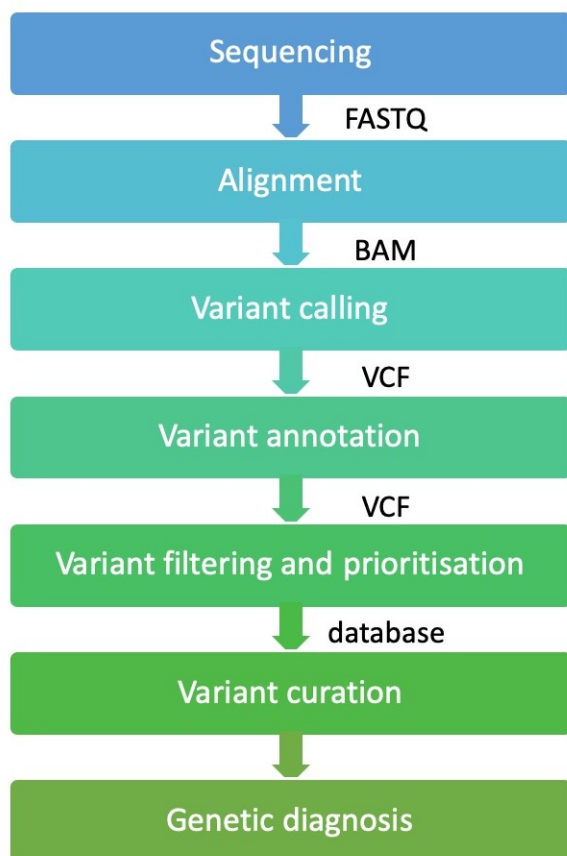 Sequencing
FASTQ
Alignment
BAM
Variant calling
VCF
Variant annotation
VCF
Variant filtering and prioritisation
database
Variant curation
Genetic diagnosis